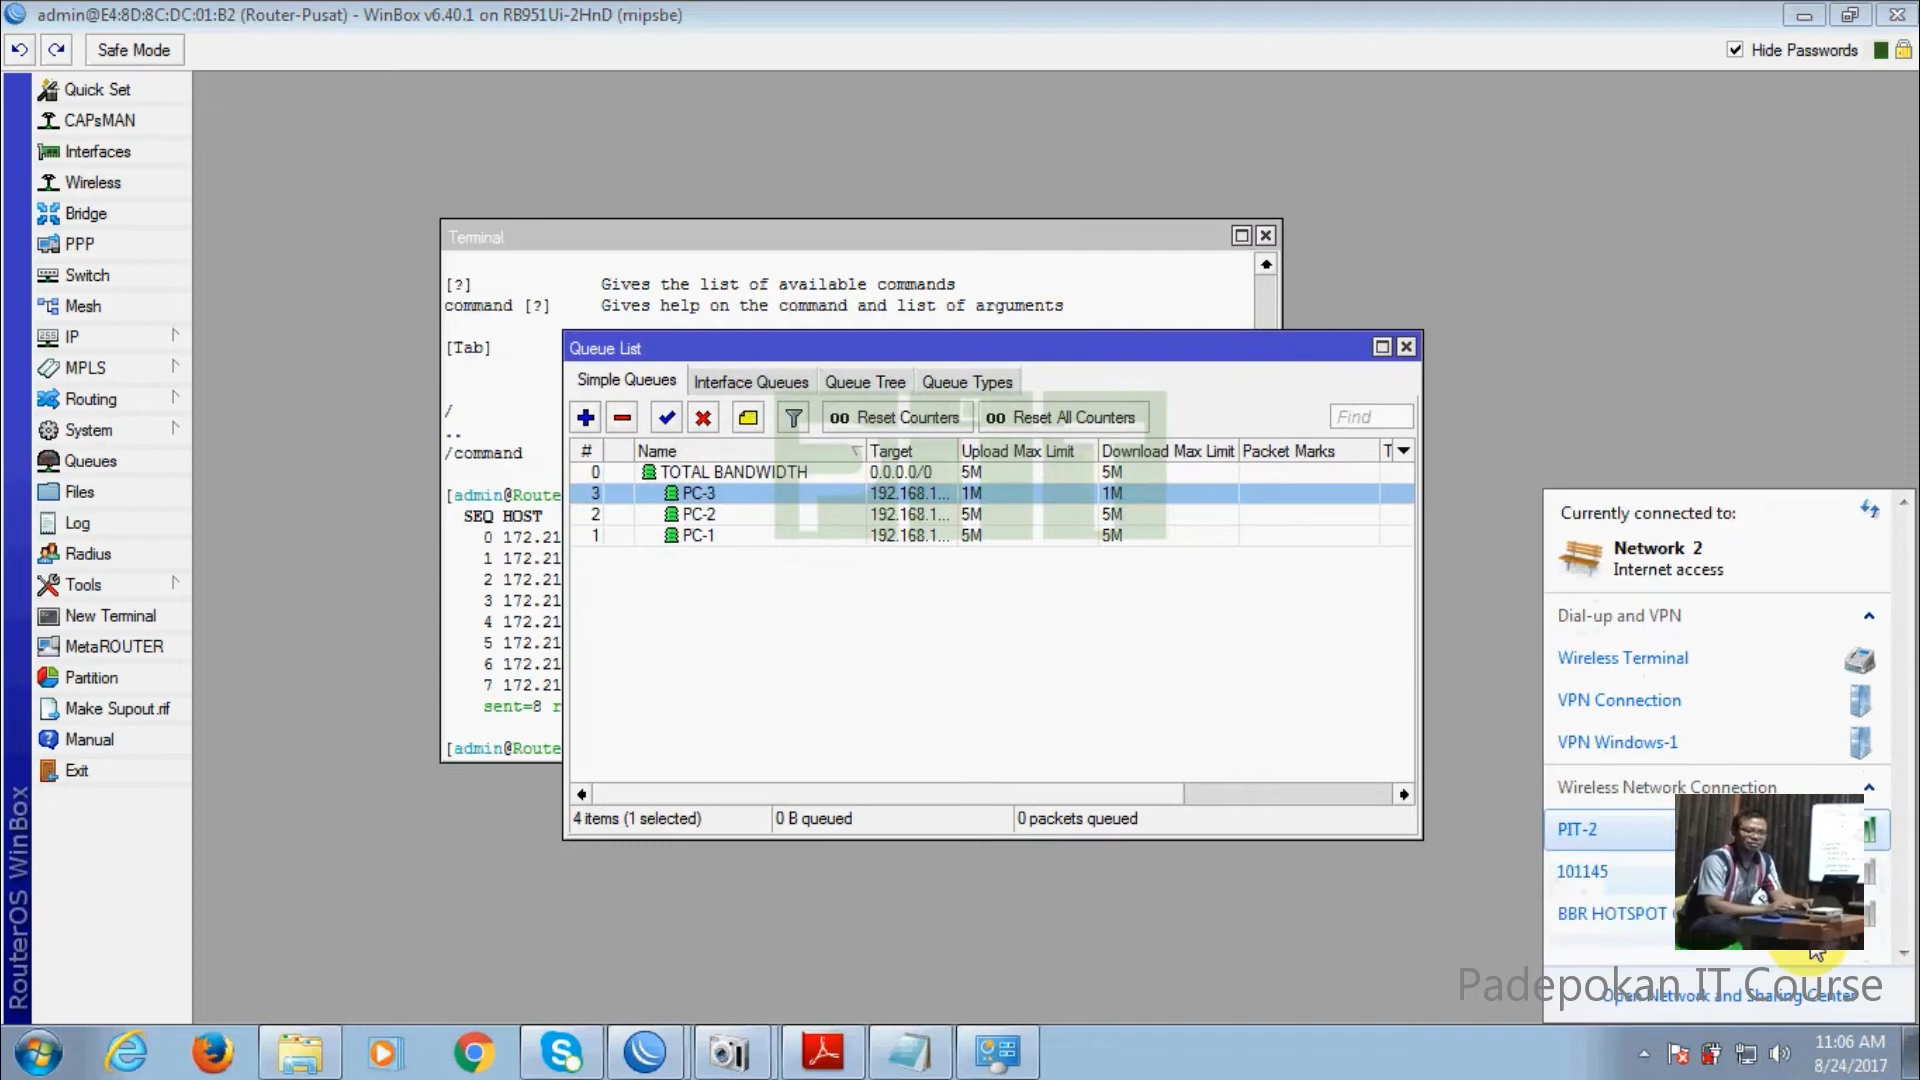 admin@E4:8D:8C:DC:01:B2 (Router-Pusat) - WinBox v6.40.1 on RB951Ui-2HnD (mipsbe)
Safe Mode
Hide Passwords
Quick Set
CAPsMAN
Interfaces
Wireless
Bridge
PPP
Switch
Mesh
IP
MPLS
Routing
System
Queues
Files
Log
Radius
Tools
New Terminal
MetaROUTER
Partition
Make Supout.rif
Manual
Exit
RouterOS WinBox
Terminal
[?] Gives the list of available commands
command [?] Gives help on the command and list of arguments
[Tab]
/
..
/command
[admin@Route
SEQ HOST
0 172.21
1 172.21
2 172.21
3 172.21
4 172.21
5 172.21
6 172.21
7 172.21
sent=8 r
[admin@Route
Queue List
Simple Queues Interface Queues Queue Tree Queue Types
00 Reset Counters 00 Reset All Counters Find
# Name Target Upload Max Limit Download Max Limit Packet Marks T
0 TOTAL BANDWIDTH 0.0.0.0/0 5M 5M
3 PC-3 192.168.1... 1M 1M
2 PC-2 192.168.1... 5M 5M
1 PC-1 192.168.1... 5M 5M
4 items (1 selected) 0 B queued 0 packets queued
Currently connected to:
Network 2
Internet access
Dial-up and VPN
Wireless Terminal
VPN Connection
VPN Windows-1
Wireless Network Connection
PIT-2
101145
BBR HOTSPOT
Padepokan IT Course
Open Network and Sharing Center
11:06 AM
8/24/2017